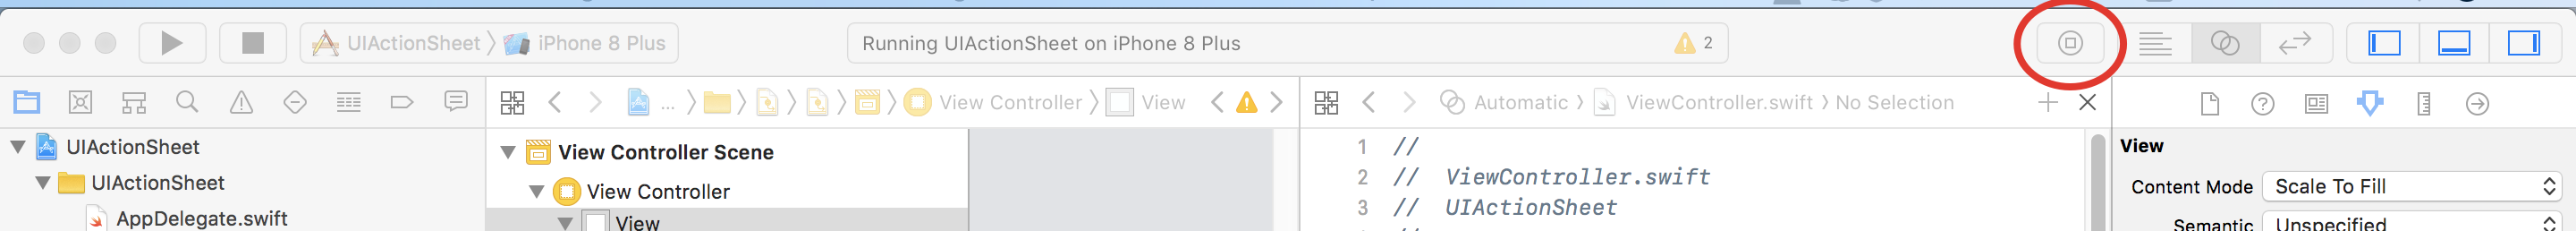 UIActionSheet iPhone 8 Plus
Running UIActionSheet on iPhone 8 Plus 2
... View Controller View
Automatic ViewController.swift No Selection
UIActionSheet
UIActionSheet
AppDelegate.swift
View Controller Scene
View Controller
View
1 //
2 // ViewController.swift
3 // UIActionSheet
View
Content Mode Scale To Fill
Semantic Unspecified